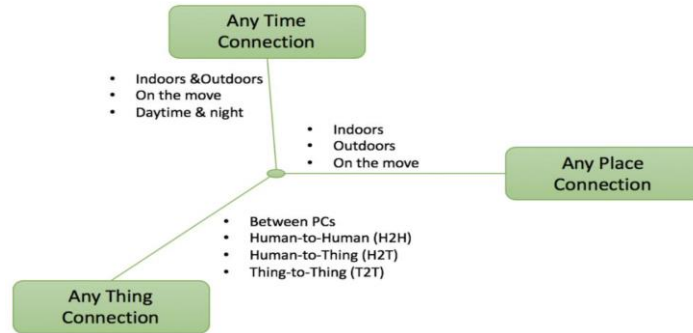 Any Time
Connection
• Indoors &Outdoors
• On the move
• Daytime & night
• Indoors
• Outdoors
• On the move
Any Place
Connection
• Between PCs
• Human-to-Human (H2H)
• Human-to-Thing (H2T)
• Thing-to-Thing (T2T)
Any Thing
Connection